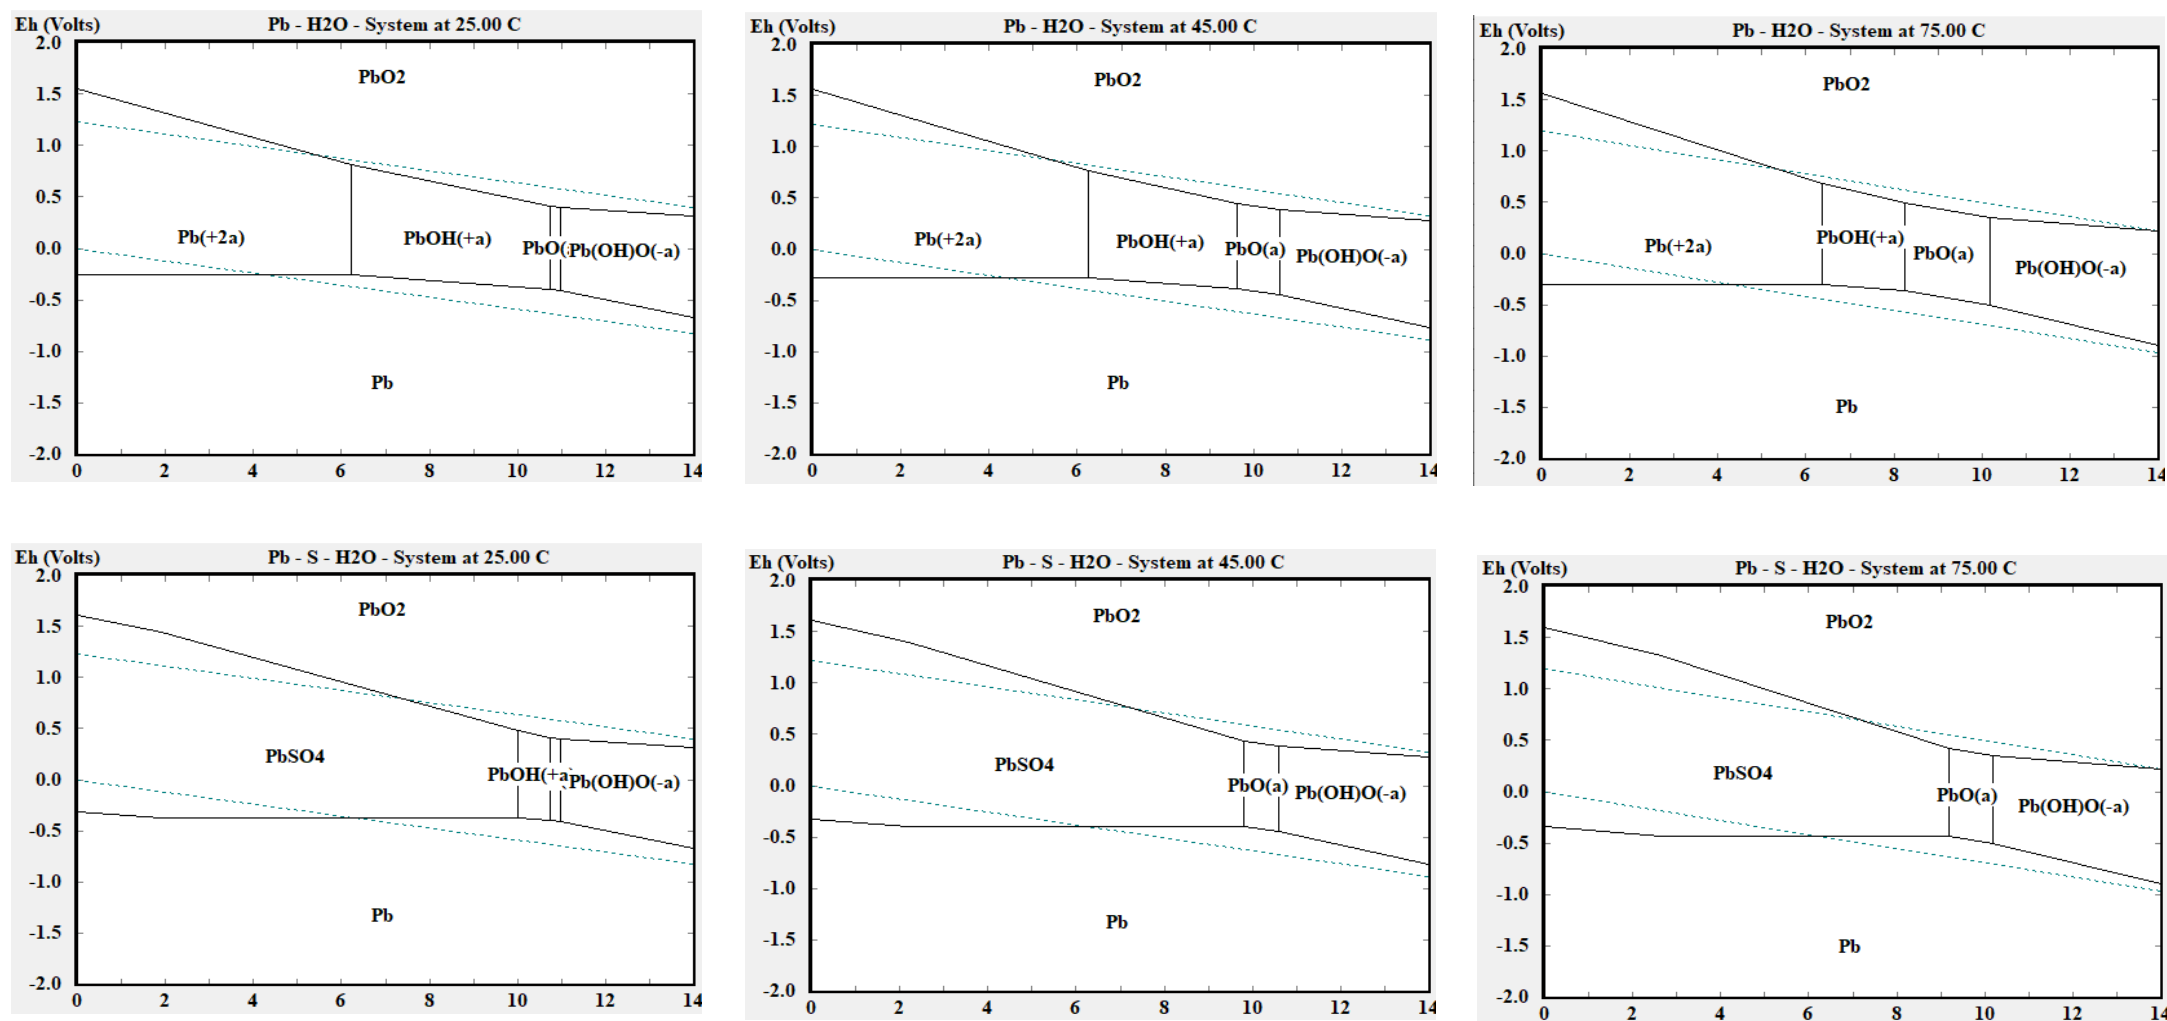 Eh (Volts) Pb - H2O - System at 25.00 C
2.0
PbO2
1.5
1.0
0.5
Pb(+2a) PbOH(+a) PbO( Pb(OH)O(-a)
0.0
-0.5
-1.0
Pb
-1.5
-2.0
0 2 4 6 8 10 12 14
Eh (Volts) Pb - H2O - System at 45.00 C
2.0
PbO2
1.5
1.0
0.5
Pb(+2a) PbOH(+a) PbO(a) Pb(OH)O(-a)
0.0
-0.5
-1.0
Pb
-1.5
-2.0
0 2 4 6 8 10 12 14
Eh (Volts) Pb - H2O - System at 75.00 C
2.0
PbO2
1.5
1.0
0.5
Pb(+2a) PbOH(+a) PbO(a) Pb(OH)O(-a)
0.0
-0.5
-1.0
Pb
-1.5
-2.0
0 2 4 6 8 10 12 14
Eh (Volts) Pb - S - H2O - System at 25.00 C
2.0
PbO2
1.5
1.0
0.5
PbSO4 PbOH(+a) Pb(OH)O(-a)
0.0
-0.5
-1.0
Pb
-1.5
-2.0
0 2 4 6 8 10 12 14
Eh (Volts) Pb - S - H2O - System at 45.00 C
2.0
PbO2
1.5
1.0
0.5
PbSO4 PbO(a) Pb(OH)O(-a)
0.0
-0.5
-1.0
Pb
-1.5
-2.0
0 2 4 6 8 10 12 14
Eh (Volts) Pb - S - H2O - System at 75.00 C
2.0
PbO2
1.5
1.0
0.5
PbSO4 PbO(a) Pb(OH)O(-a)
0.0
-0.5
-1.0
Pb
-1.5
-2.0
0 2 4 6 8 10 12 14